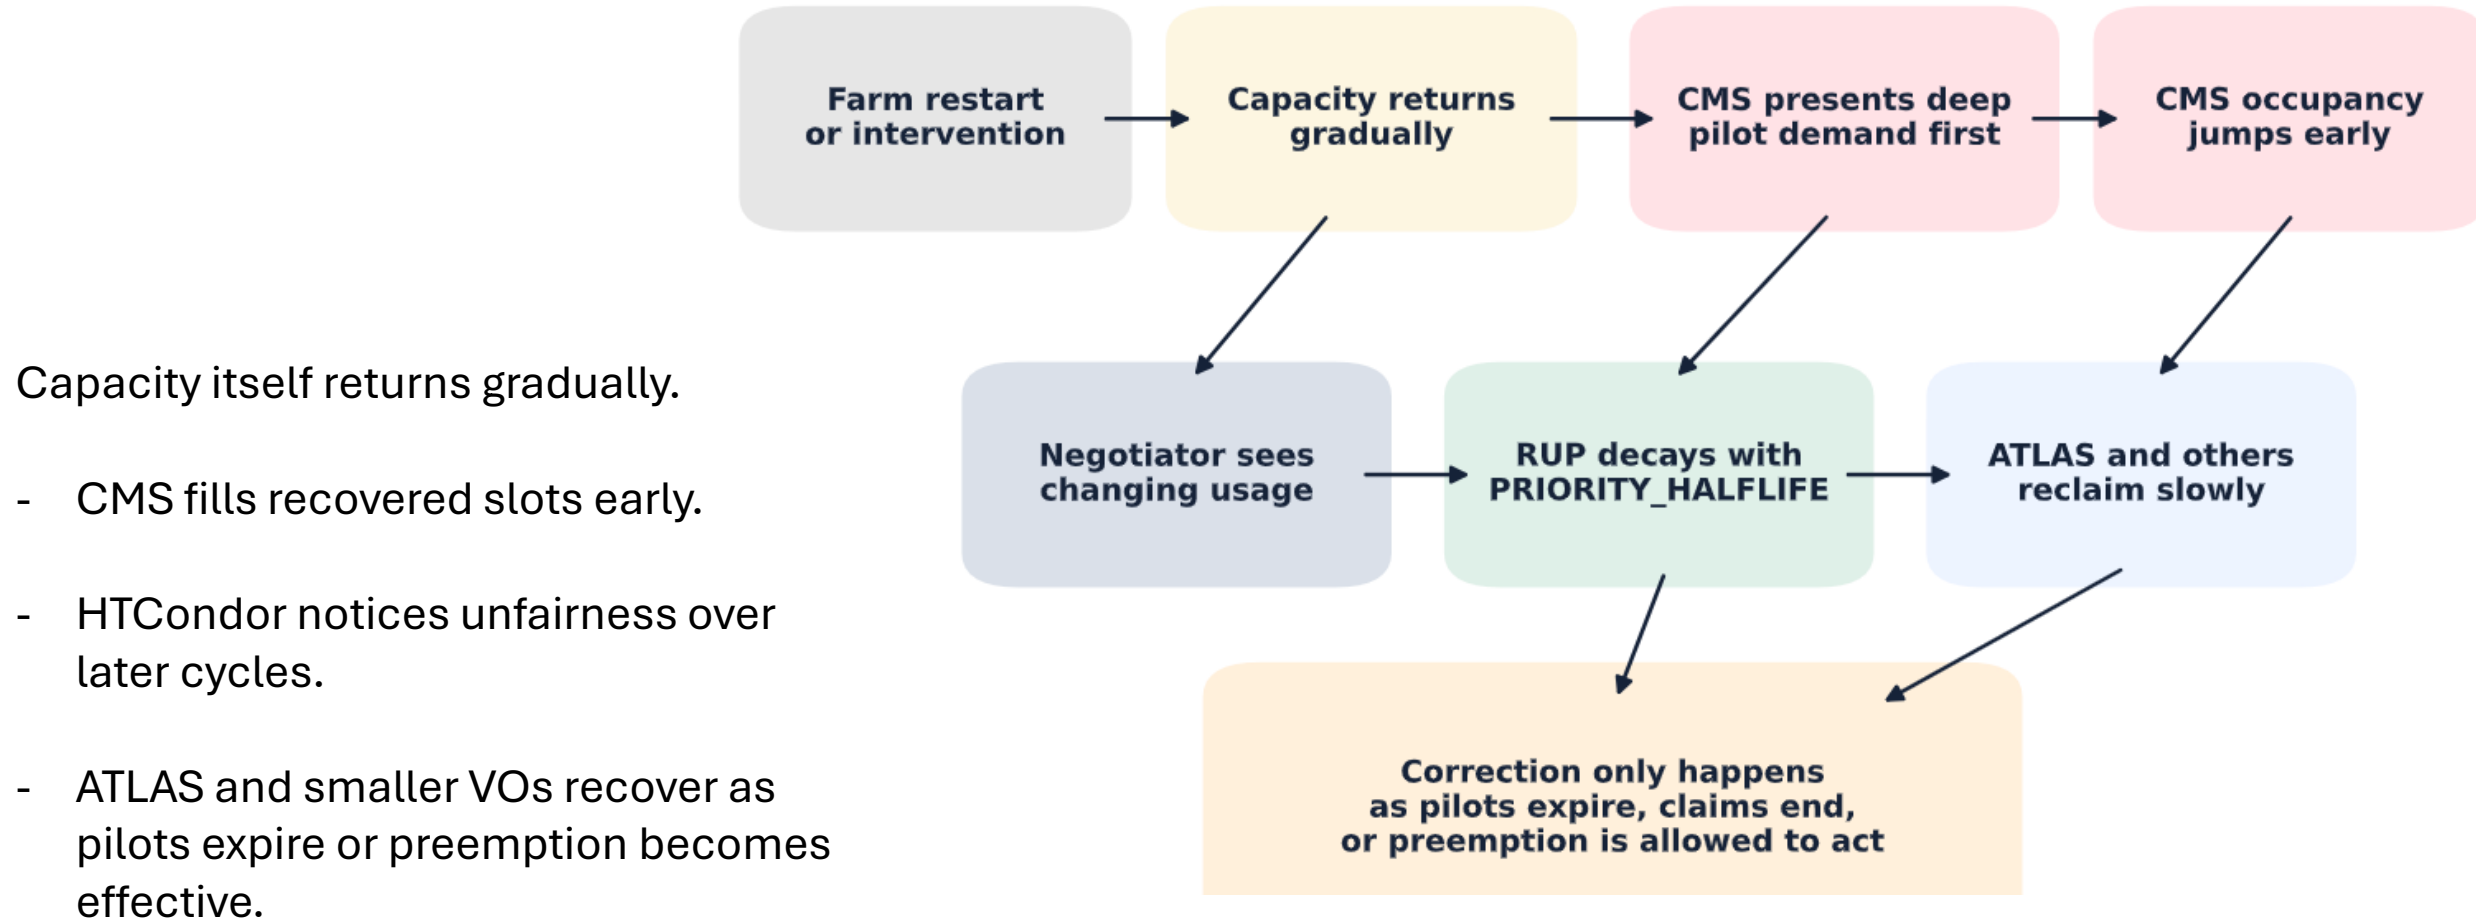 Farm restart
or intervention
Capacity returns
gradually
CMS presents deep
pilot demand first
CMS occupancy
jumps early
Capacity itself returns gradually.
- CMS fills recovered slots early.
- HTCondor notices unfairness over
later cycles.
- ATLAS and smaller VOs recover as
pilots expire or preemption becomes
effective.
Negotiator sees
changing usage
RUP decays with
PRIORITY_HALFLIFE
ATLAS and others
reclaim slowly
Correction only happens
as pilots expire, claims end,
or preemption is allowed to act